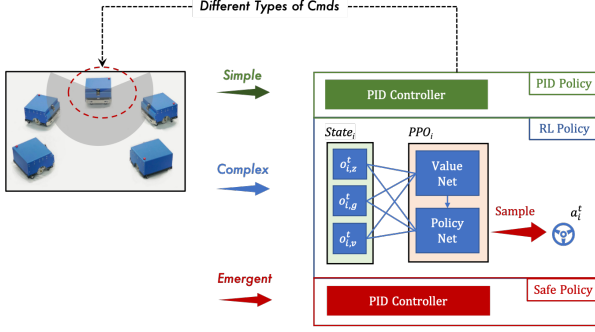 Different Types of Cmds
Simple
PID Controller
PID Policy
RL Policy
State_i
PPO_i
Complex
o^t_{i,z}
o^t_{i,g}
o^t_{i,v}
Value
Net
Policy
Net
Sample
a^t_i
Emergent
PID Controller
Safe Policy